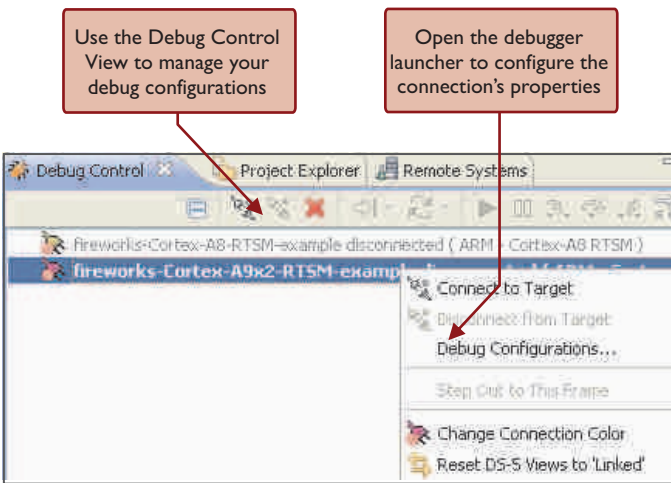 Use the Debug Control
View to manage your
debug configurations
Open the debugger
launcher to configure the
connection's properties
Debug Control
Project Explorer
Remote Systems
fireworks-Cortex-A8-RTSM-example disconnected ( ARM - Cortex-A8 RTSM )
fireworks-Cortex-A9x2-RTSM-exam
Connect to Target
Disconnect from Target
Debug Configurations...
Step Out to This Frame
Change Connection Color
Reset DS-5 Views to 'Linked'